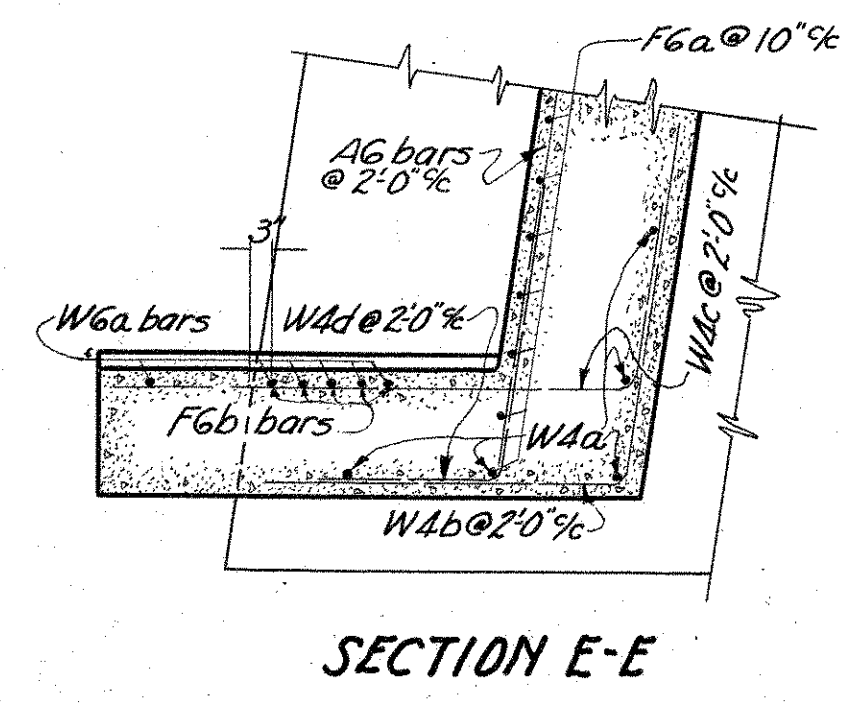 F6a @ 10" c/c
A6 bars
@ 2'-0" c/c
3"
W4c @ 2'-0" c/c
W6a bars
W4d @ 2'-0" c/c
F6b bars
W4a
W4b @ 2'-0" c/c
SECTION E-E